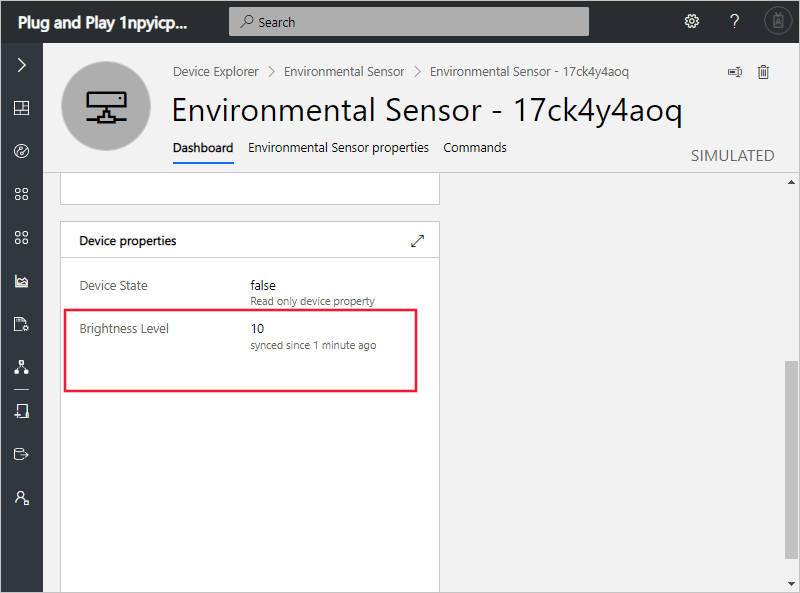 Plug and Play 1npyicp...
Search
?
Device Explorer > Environmental Sensor > Environmental Sensor - 17ck4y4aoq
Environmental Sensor - 17ck4y4aoq
Dashboard Environmental Sensor properties Commands
SIMULATED
Device properties
Device State false
Read only device property
Brightness Level 10
synced since 1 minute ago